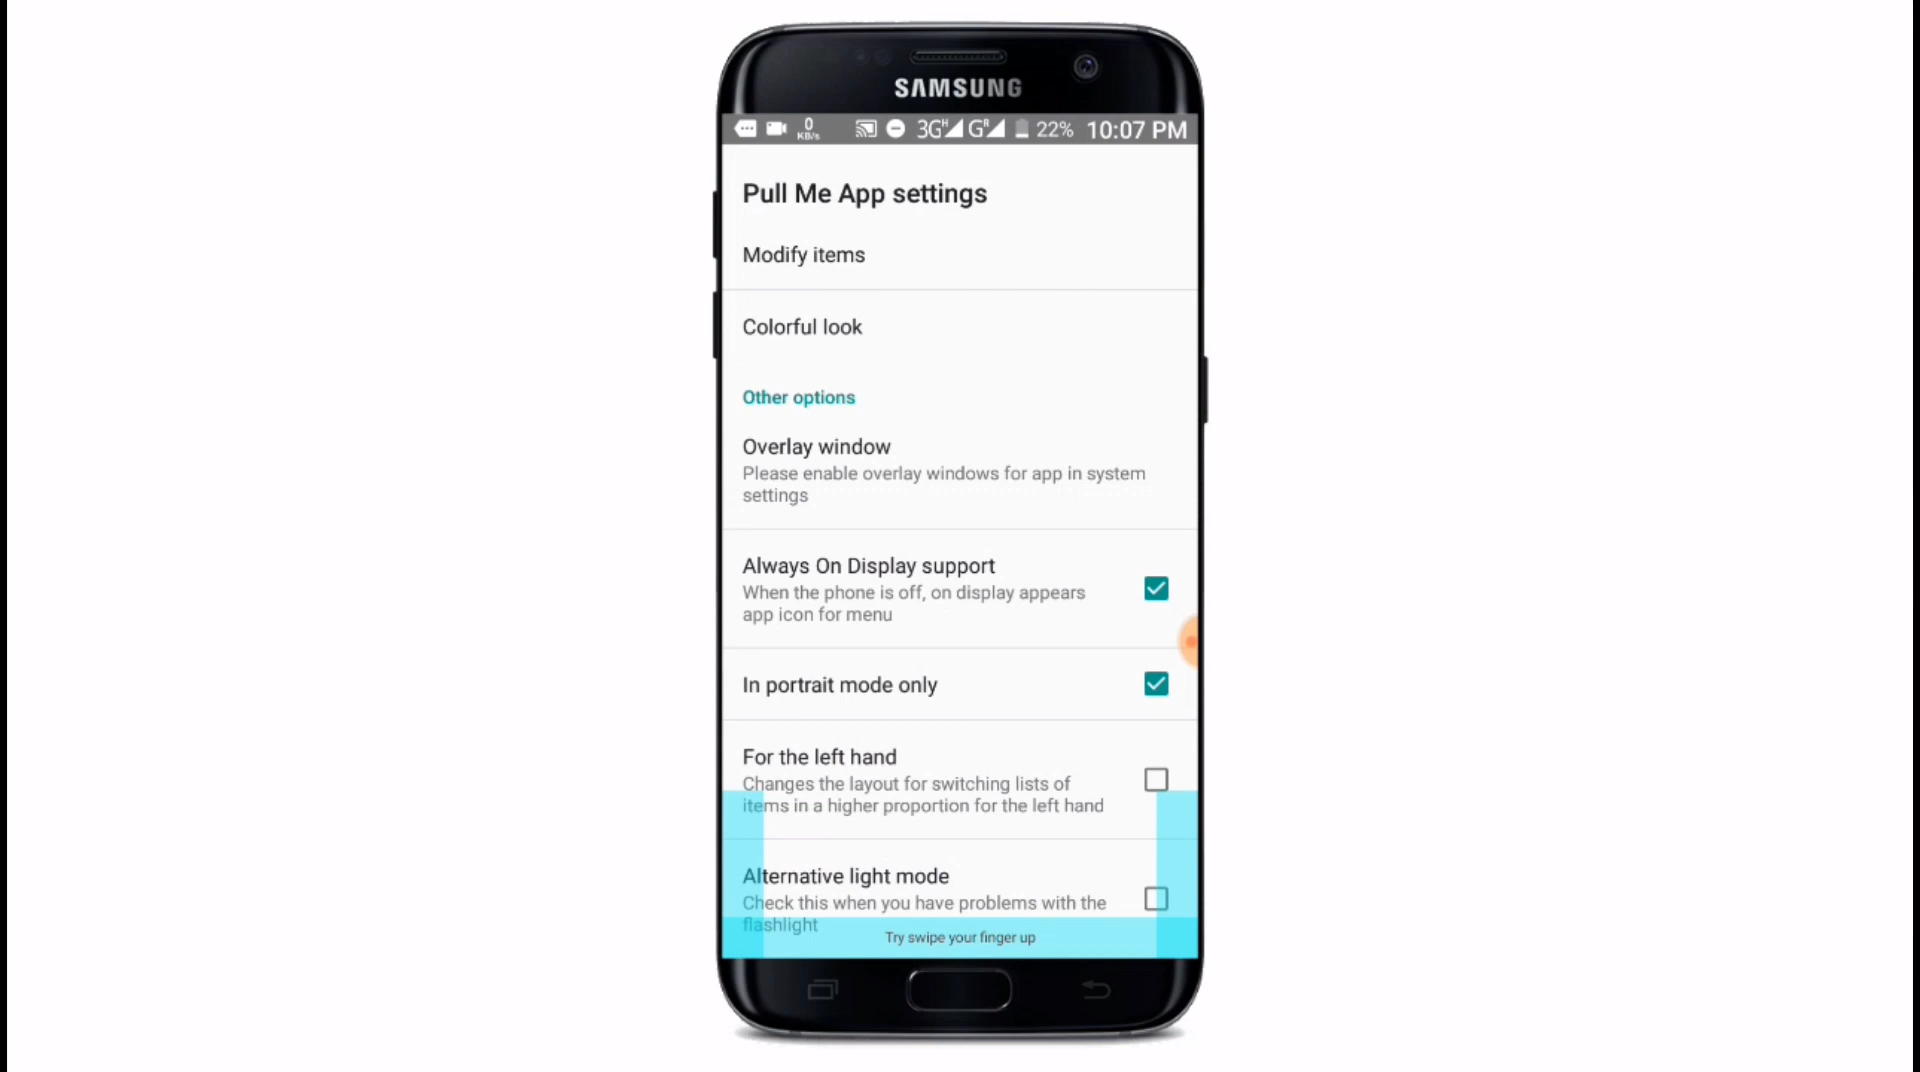 SAMSUNG
0 KB/s 3G H G R 22% 10:07 PM
Pull Me App settings
Modify items
Colorful look
Other options
Overlay window
Please enable overlay windows for app in system
settings
Always On Display support
When the phone is off, on display appears
app icon for menu
In portrait mode only
For the left hand
Changes the layout for switching lists of
items in a higher proportion for the left hand
Alternative light mode
Check this when you have problems with the
flashlight
Try swipe your finger up